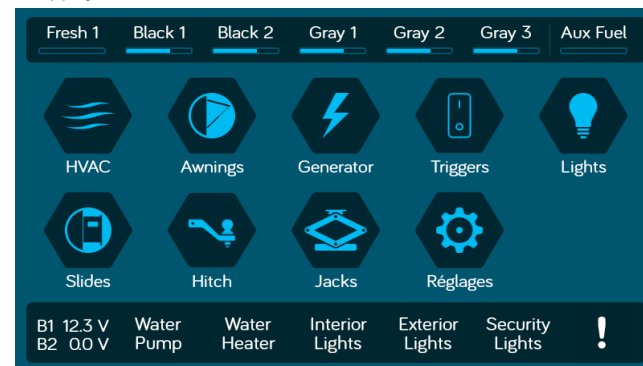 Fresh 1 Black 1 Black 2 Gray 1 Gray 2 Gray 3 Aux Fuel
HVAC Awnings Generator Triggers Lights
Slides Hitch Jacks Réglages
B1 12.3 V Water Water Interior Exterior Security
B2 0.0 V Pump Heater Lights Lights Lights
!